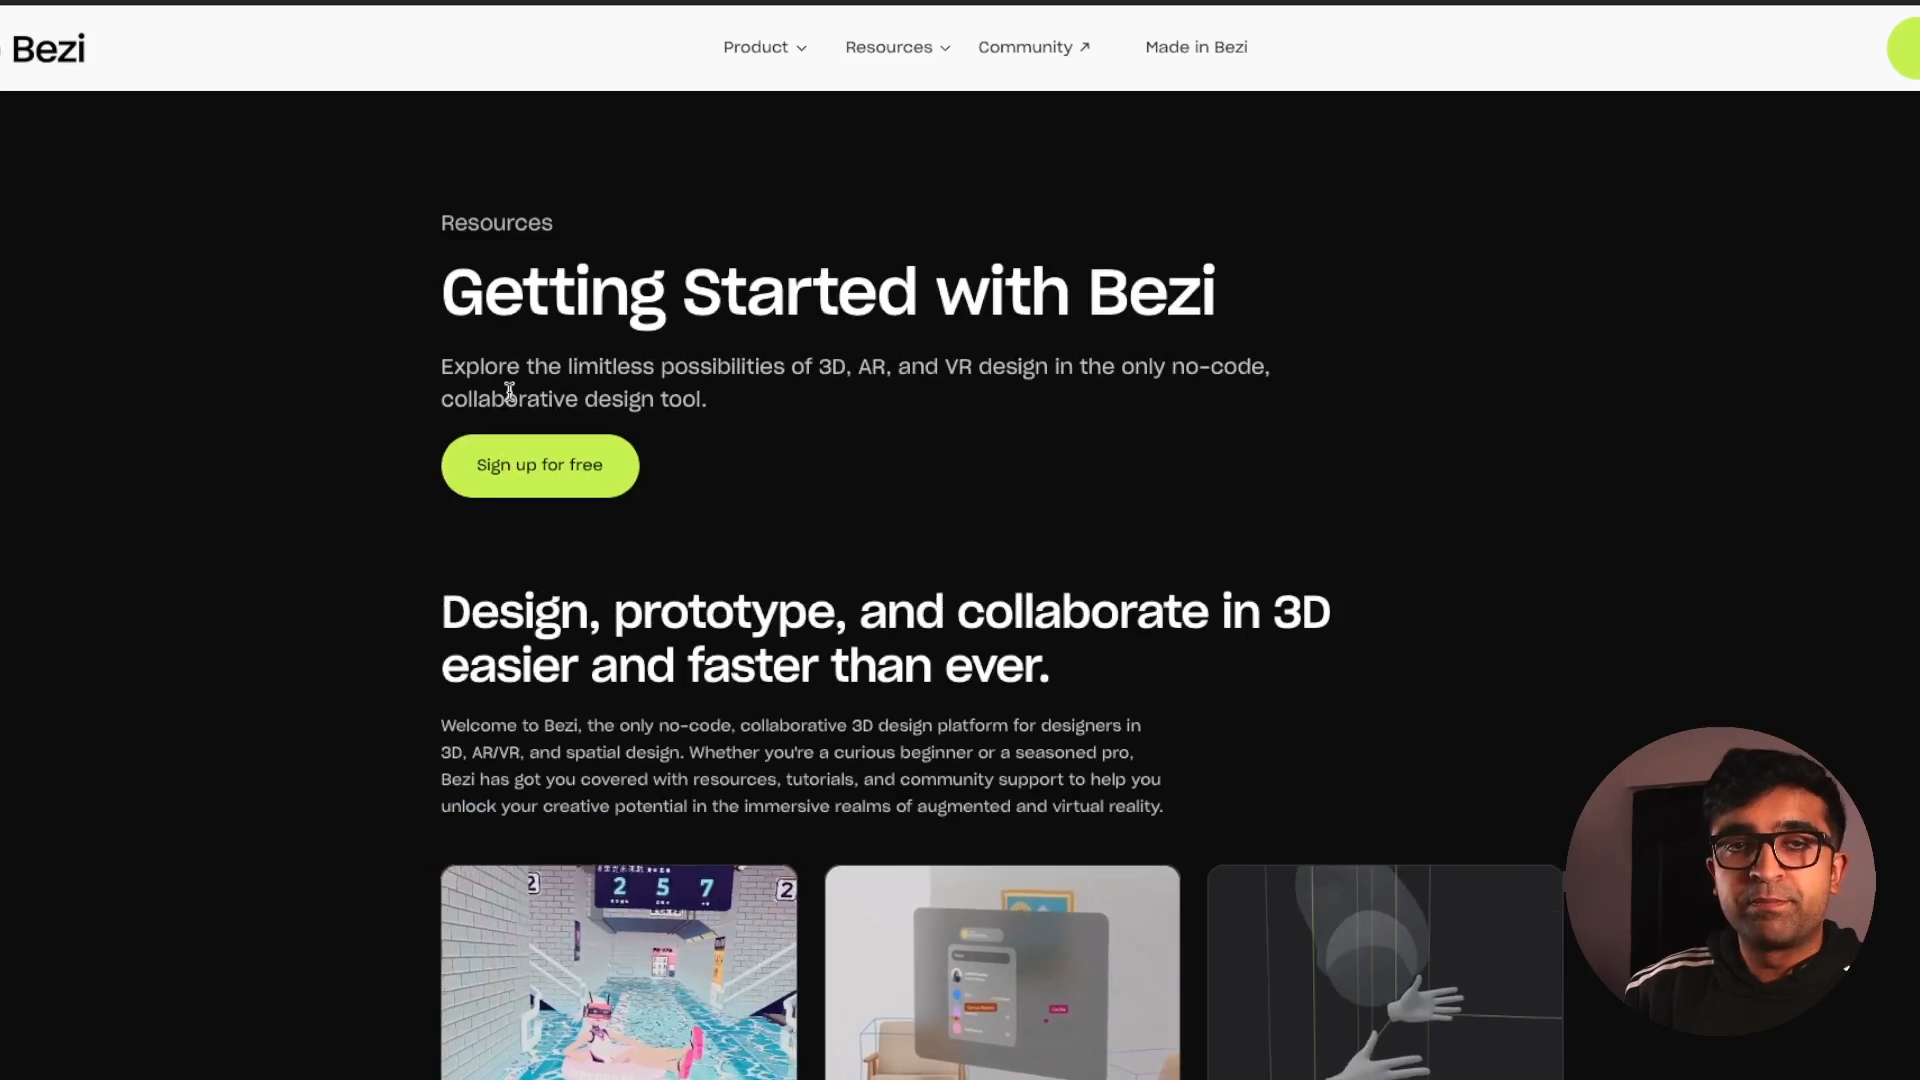 Bezi
Product
Resources
Community ↗
Made in Bezi
Resources
Getting Started with Bezi
Explore the limitless possibilities of 3D, AR, and VR design in the only no-code,
collaborative design tool.
Sign up for free
Design, prototype, and collaborate in 3D
easier and faster than ever.
Welcome to Bezi, the only no-code, collaborative 3D design platform for designers in
3D, AR/VR, and spatial design. Whether you're a curious beginner or a seasoned pro,
Bezi has got you covered with resources, tutorials, and community support to help you
unlock your creative potential in the immersive realms of augmented and virtual reality.
2
2 5 7
2